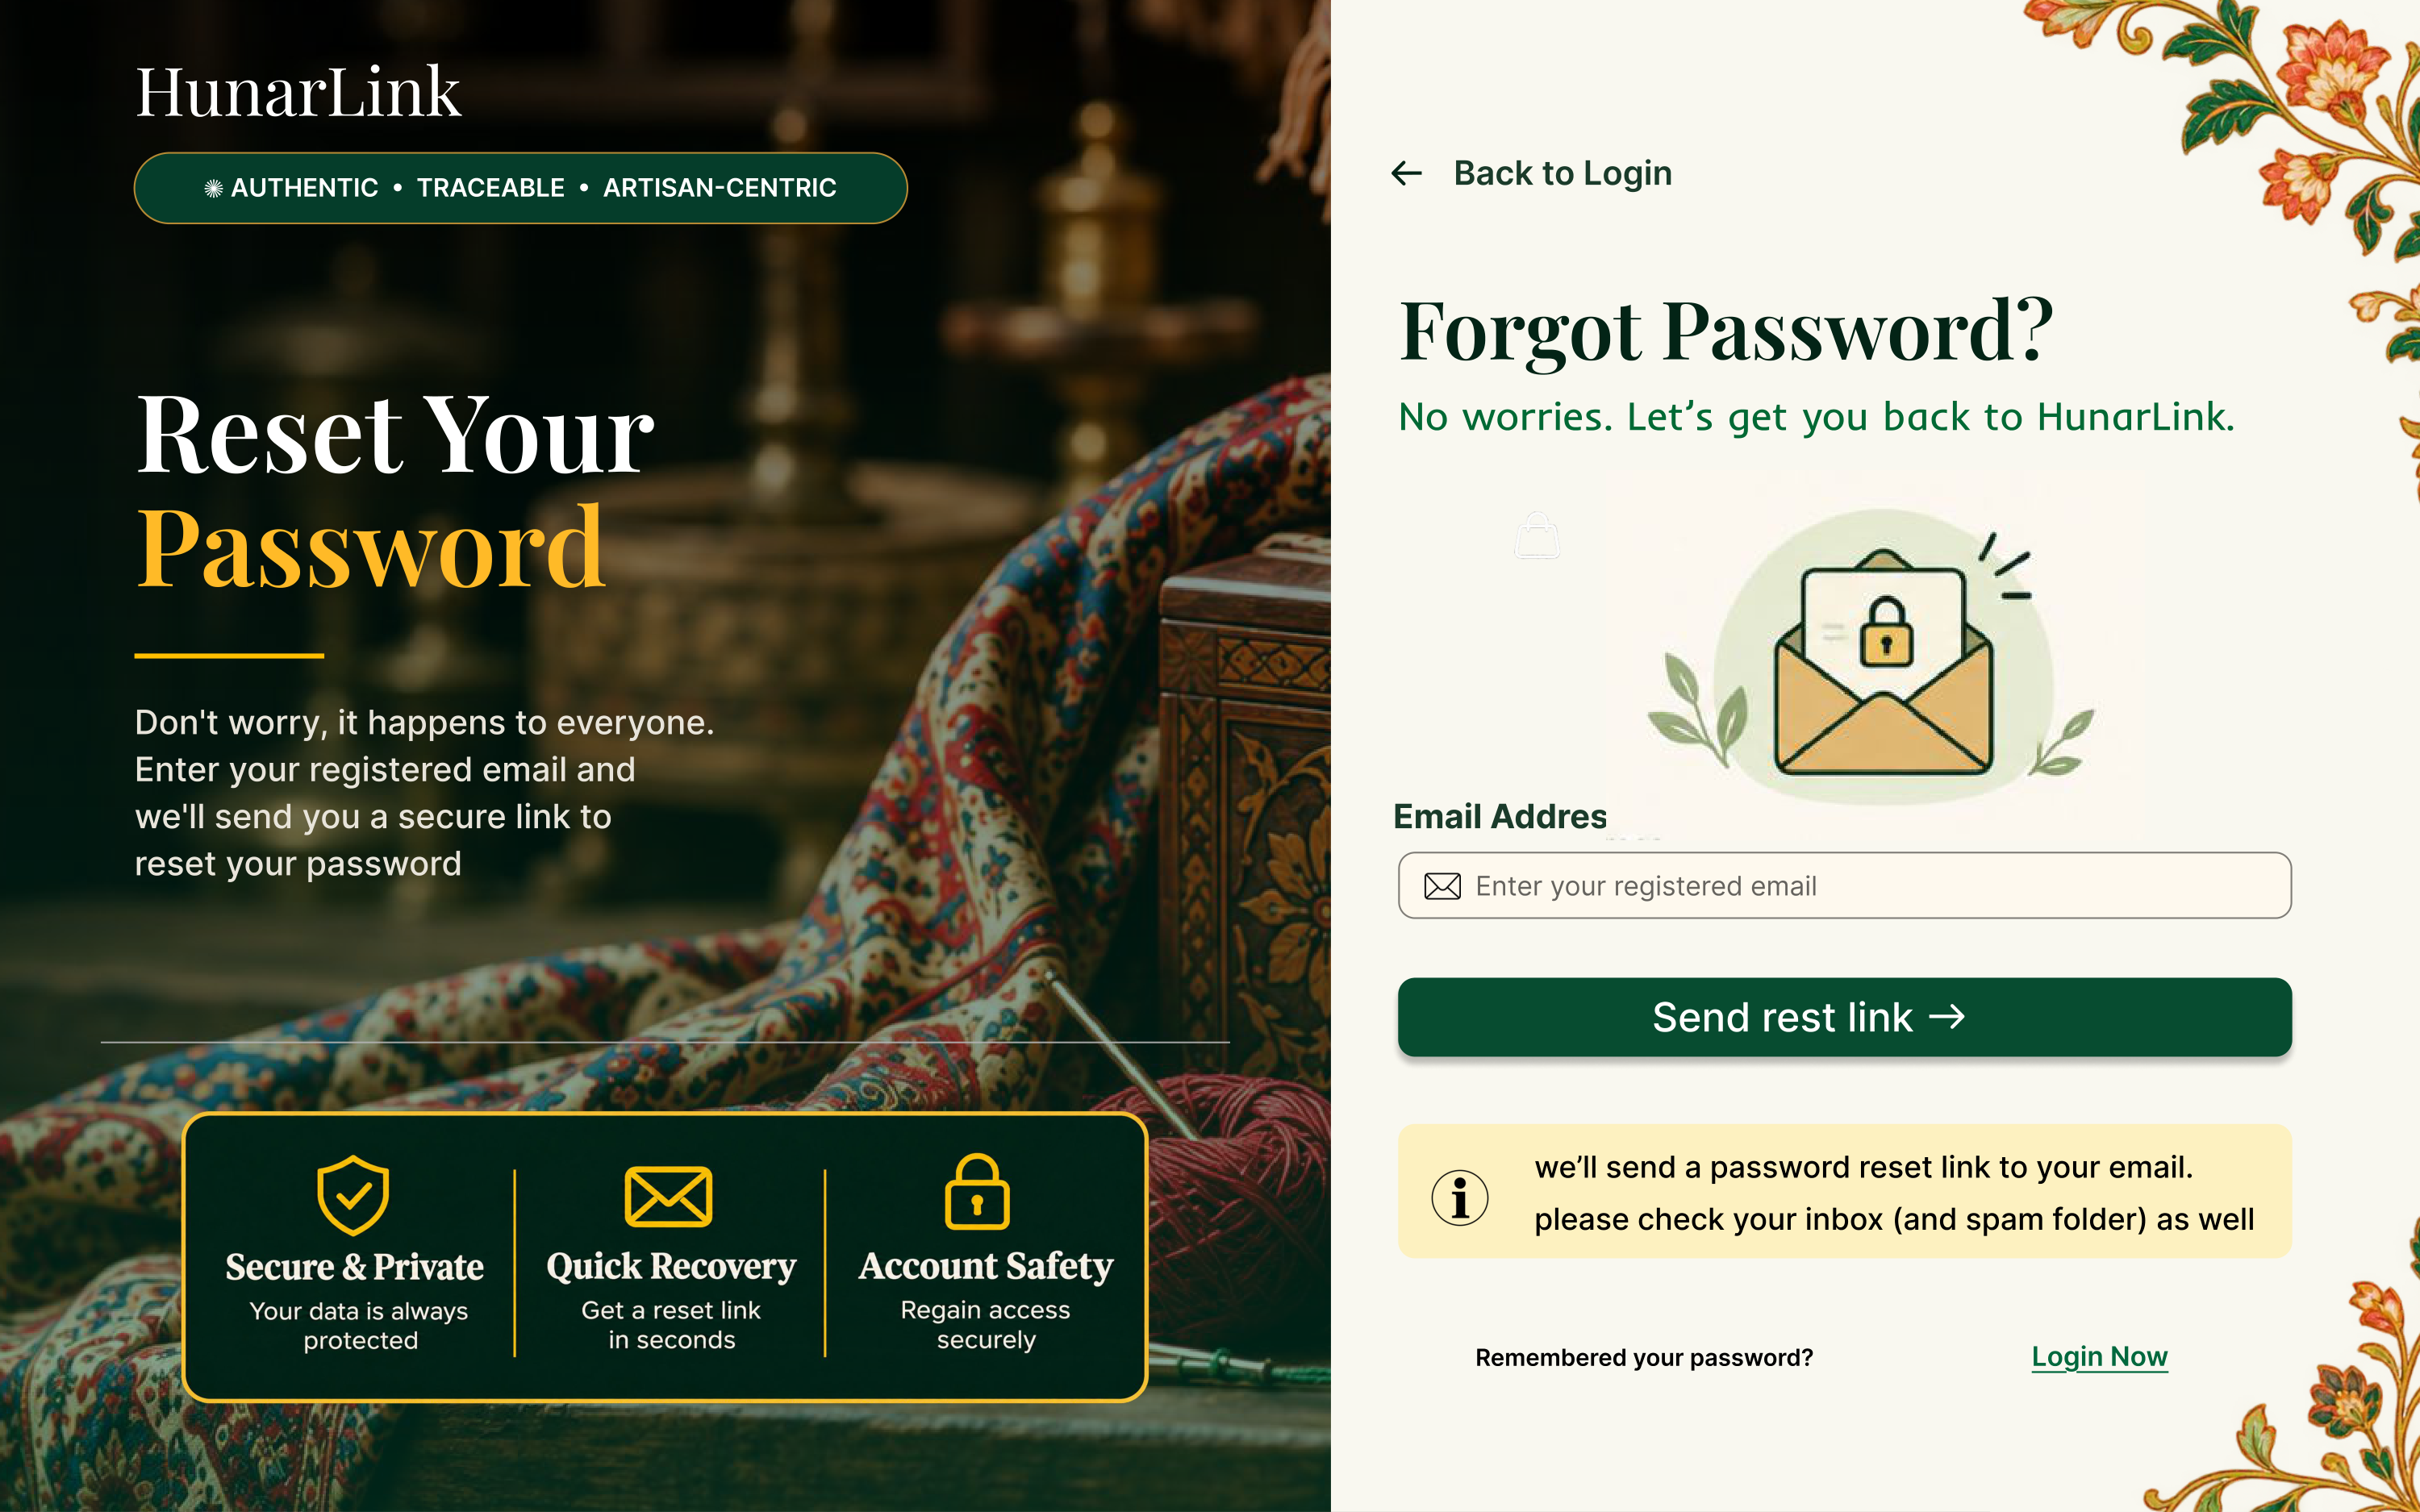 HunarLink
AUTHENTIC • TRACEABLE • ARTISAN-CENTRIC
Reset Your
Password
Don't worry, it happens to everyone.
Enter your registered email and
we'll send you a secure link to
reset your password
Secure & Private
Your data is always
protected
Quick Recovery
Get a reset link
in seconds
Account Safety
Regain access
securely
← Back to Login
Forgot Password?
No worries. Let’s get you back to HunarLink.
Email Addres
Enter your registered email
Send rest link →
we’ll send a password reset link to your email.
please check your inbox (and spam folder) as well
Remembered your password?
Login Now